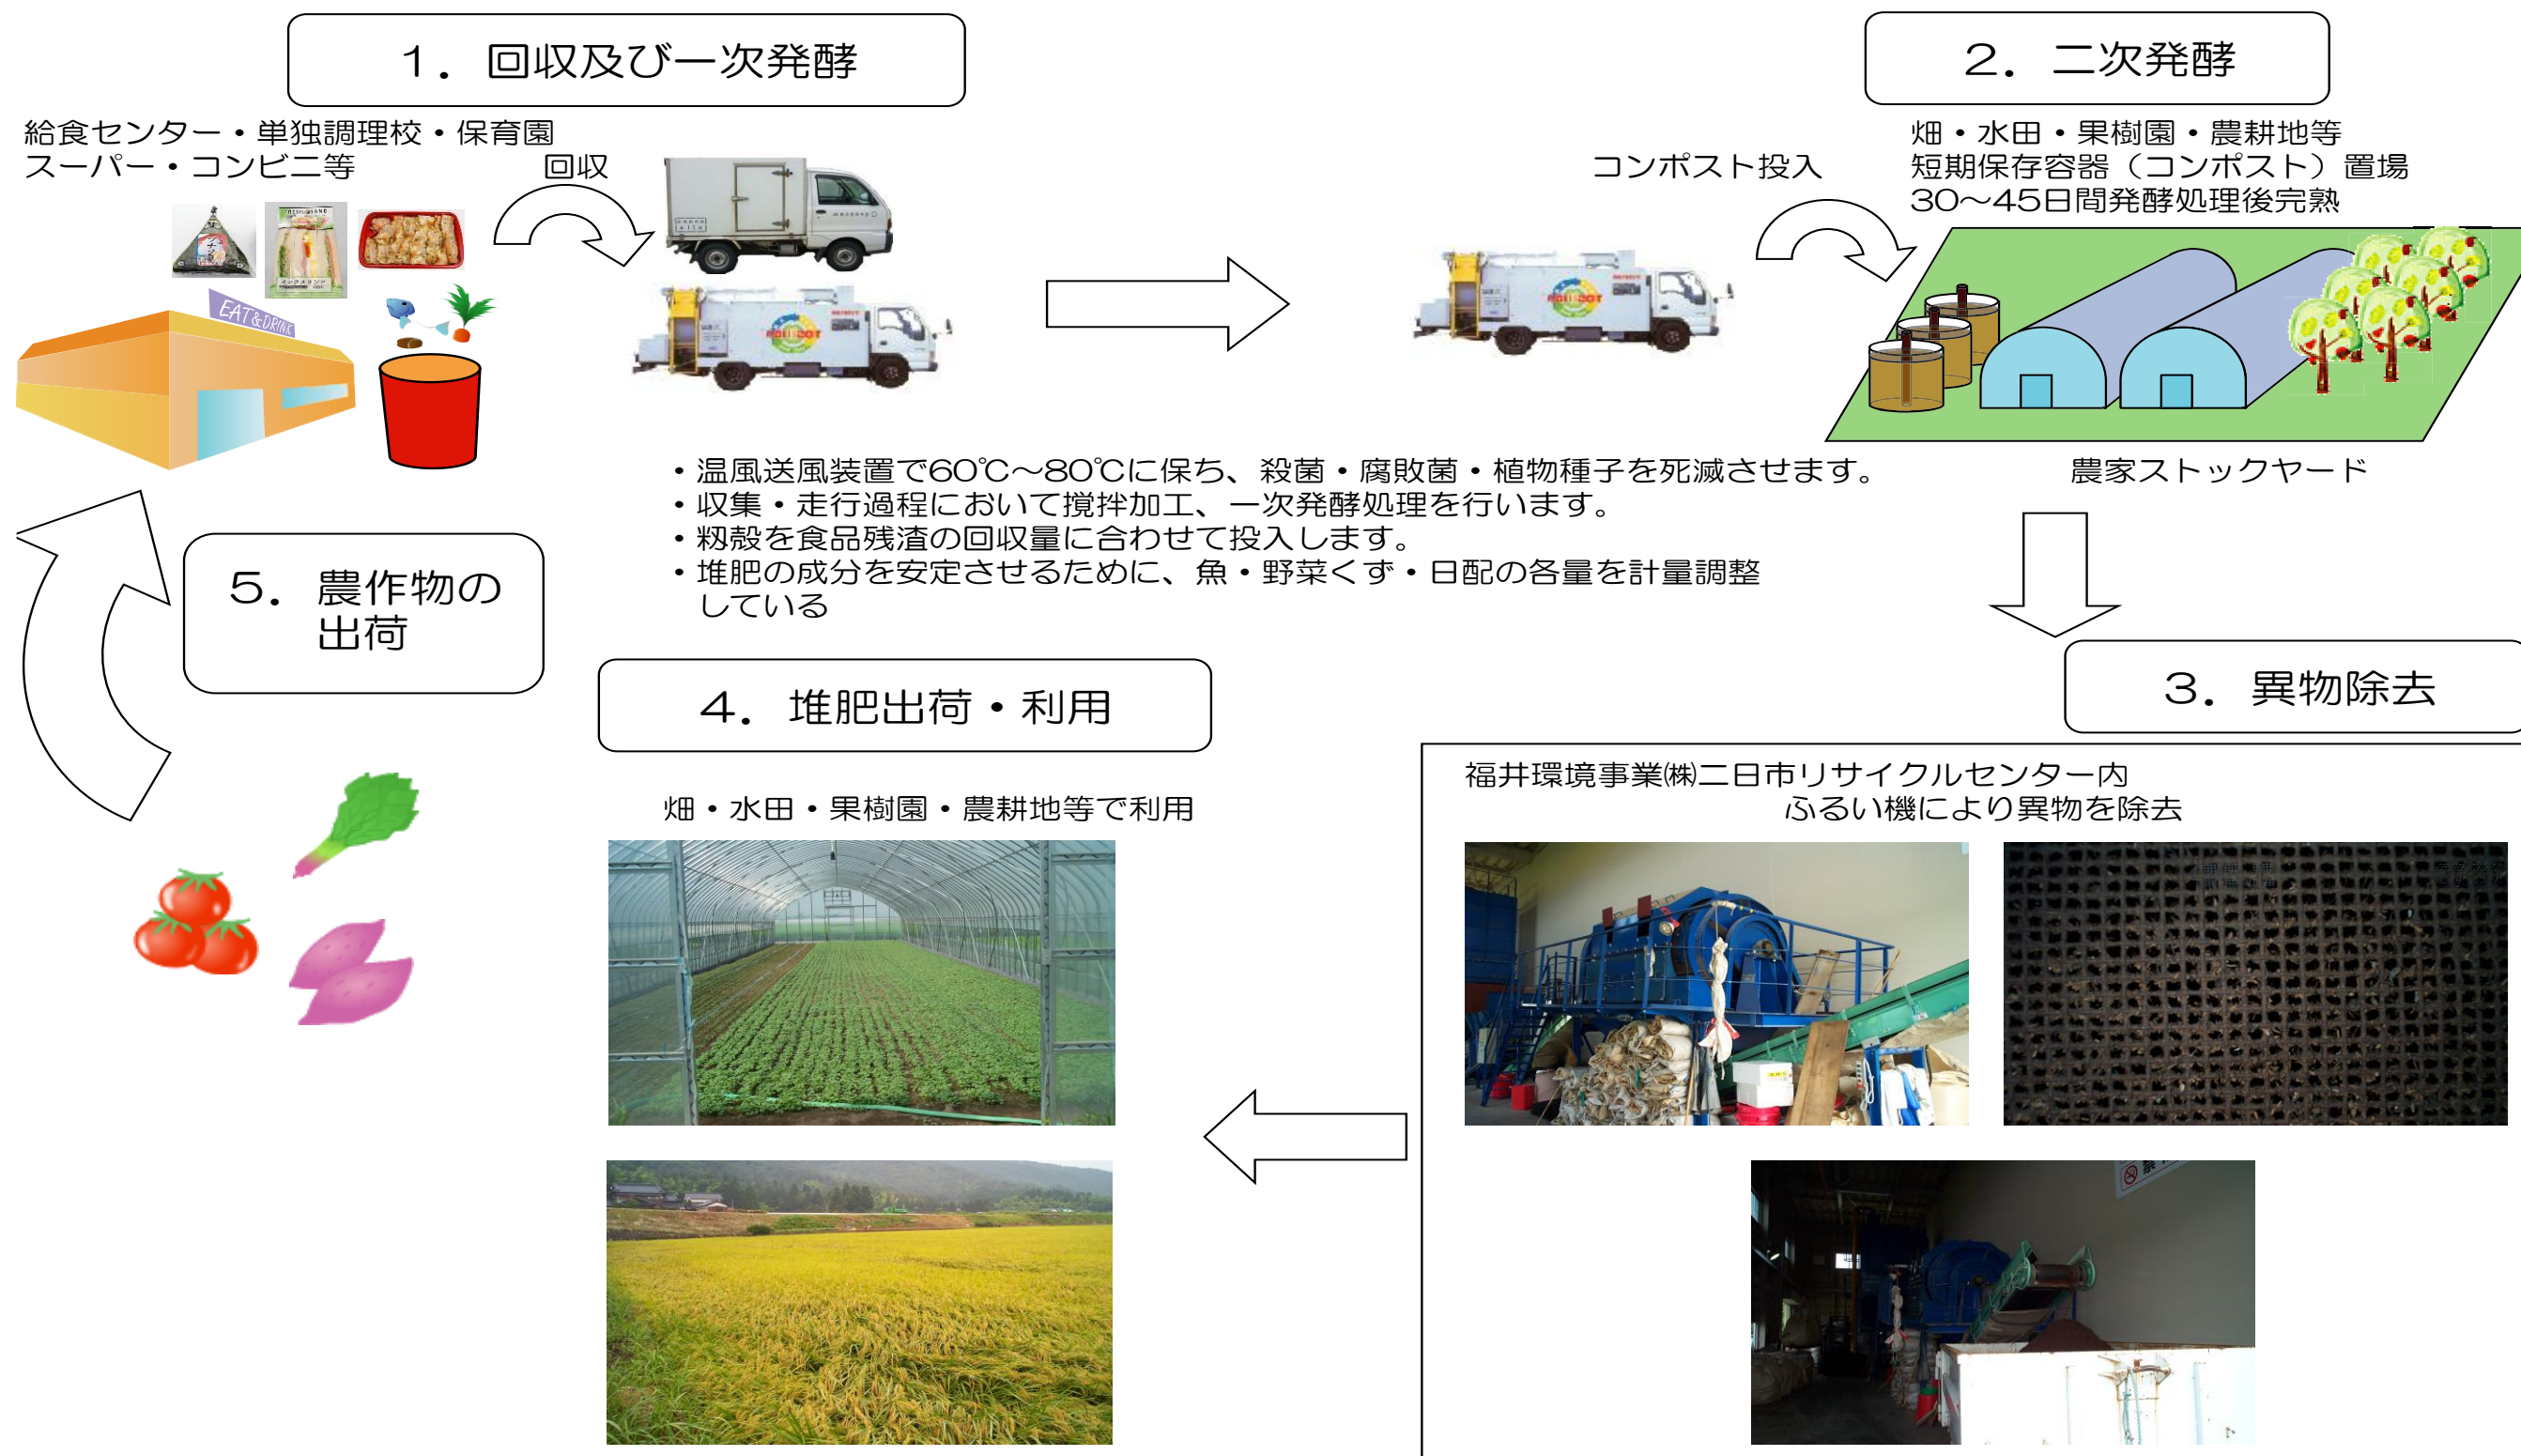 1．回収及び一次発酵
給食センター・単独調理校・保育園
スーパー・コンビニ等
回収
EAT&DRINK
・温風送風装置で60℃～80℃に保ち、殺菌・腐敗菌・植物種子を死滅させます。
・収集・走行過程において撹拌加工、一次発酵処理を行います。
・籾殻を食品残渣の回収量に合わせて投入します。
・堆肥の成分を安定させるために、魚・野菜くず・日配の各量を計量調整
している
コンポスト投入
2．二次発酵
畑・水田・果樹園・農耕地等
短期保存容器（コンポスト）置場
30～45日間発酵処理後完熟
農家ストックヤード
3．異物除去
福井環境事業㈱二日市リサイクルセンター内
ふるい機により異物を除去
4．堆肥出荷・利用
畑・水田・果樹園・農耕地等で利用
5．農作物の
出荷